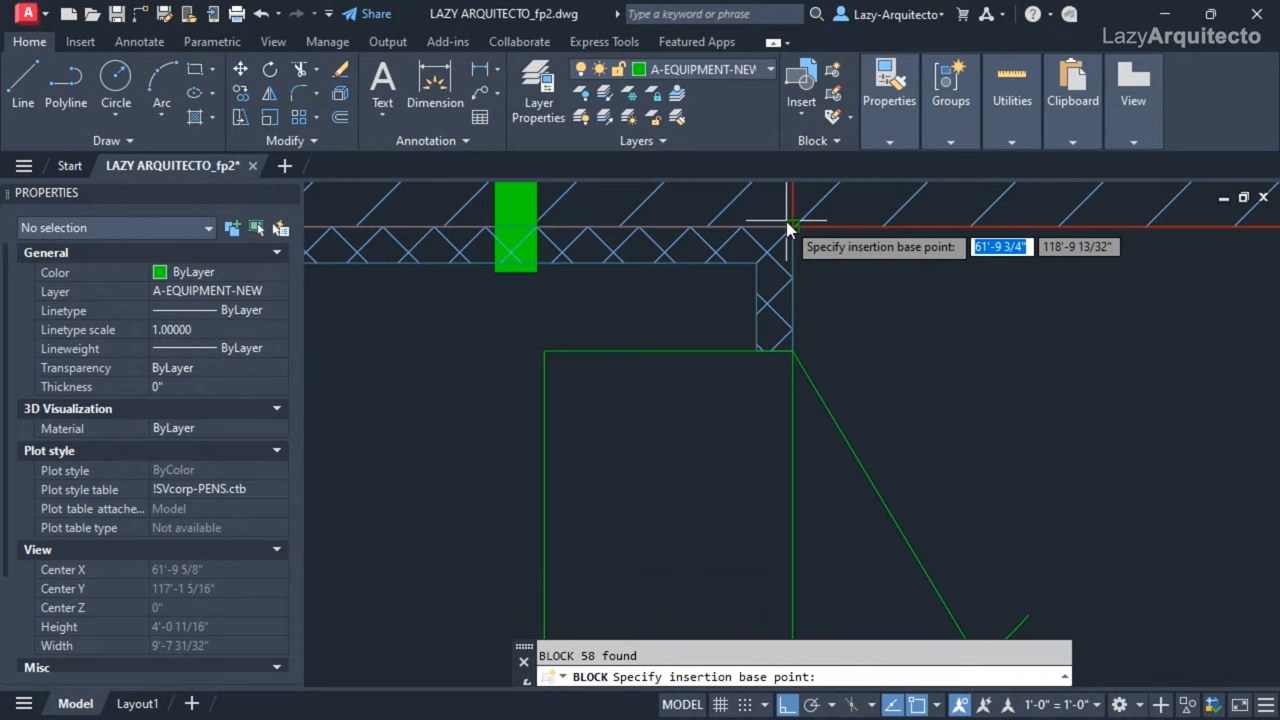 A
Share
LAZY ARQUITECTO_fp2.dwg
Type a keyword or phrase
Lazy-Arquitecto
LazyArquitecto
Home
Insert
Annotate
Parametric
View
Manage
Output
Add-ins
Collaborate
Express Tools
Featured Apps
A-EQUIPMENT-NEW
Line
Polyline
Circle
Arc
Text
Dimension
Layer
Properties
Insert
Properties
Groups
Utilities
Clipboard
View
Draw
Modify
Annotation
Layers
Block
Start
LAZY ARQUITECTO_fp2*
PROPERTIES
No selection
General
Color ByLayer
Layer A-EQUIPMENT-NEW
Linetype ByLayer
Linetype scale 1.00000
Lineweight ByLayer
Transparency ByLayer
Thickness 0"
3D Visualization
Material ByLayer
Plot style
Plot style ByColor
Plot style table !SVcorp-PENS.ctb
Plot table attache... Model
Plot table type Not available
View
Center X 61'-9 5/8"
Center Y 117'-1 5/16"
Center Z 0"
Height 4'-0 11/16"
Width 9'-7 31/32"
Misc
Specify insertion base point: 61'-9 3/4" 118'-9 13/32"
BLOCK 58 found
BLOCK Specify insertion base point:
Model
Layout1
MODEL
1'-0" = 1'-0"